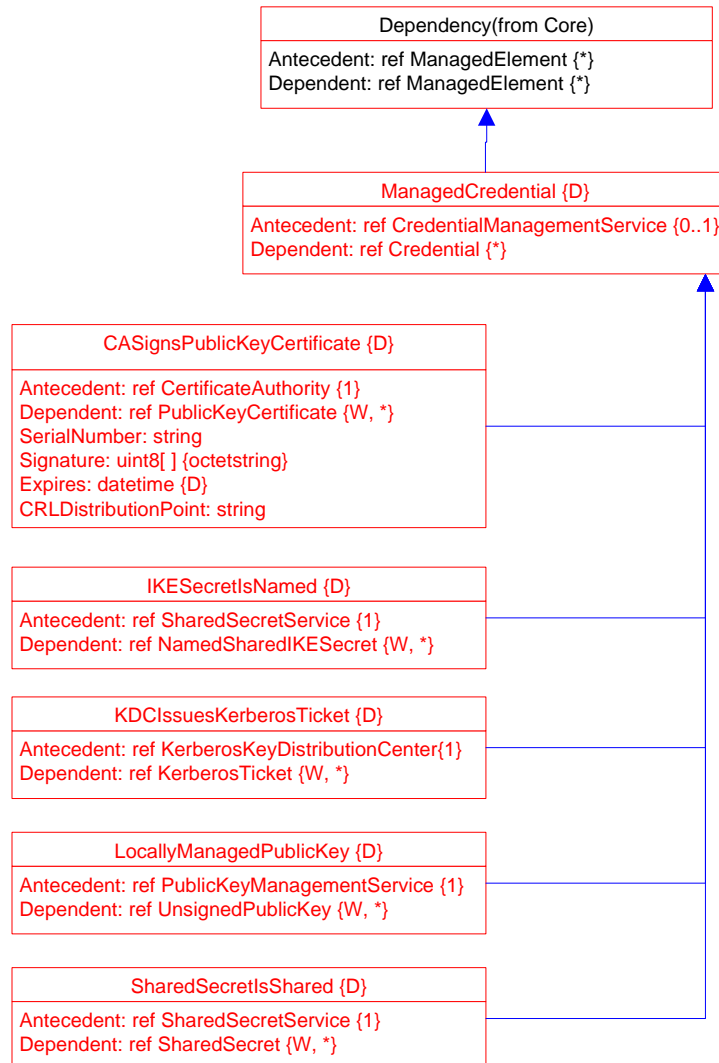 Dependency(from Core)
Antecedent: ref ManagedElement {*}
Dependent: ref ManagedElement {*}
ManagedCredential {D}
Antecedent: ref CredentialManagementService {0..1}
Dependent: ref Credential {*}
CASignsPublicKeyCertificate {D}
Antecedent: ref CertificateAuthority {1}
Dependent: ref PublicKeyCertificate {W, *}
SerialNumber: string
Signature: uint8[ ] {octetstring}
Expires: datetime {D}
CRLDistributionPoint: string
IKESecretIsNamed {D}
Antecedent: ref SharedSecretService {1}
Dependent: ref NamedSharedIKESecret {W, *}
KDCIssuesKerberosTicket {D}
Antecedent: ref KerberosKeyDistributionCenter{1}
Dependent: ref KerberosTicket {W, *}
LocallyManagedPublicKey {D}
Antecedent: ref PublicKeyManagementService {1}
Dependent: ref UnsignedPublicKey {W, *}
SharedSecretIsShared {D}
Antecedent: ref SharedSecretService {1}
Dependent: ref SharedSecret {W, *}